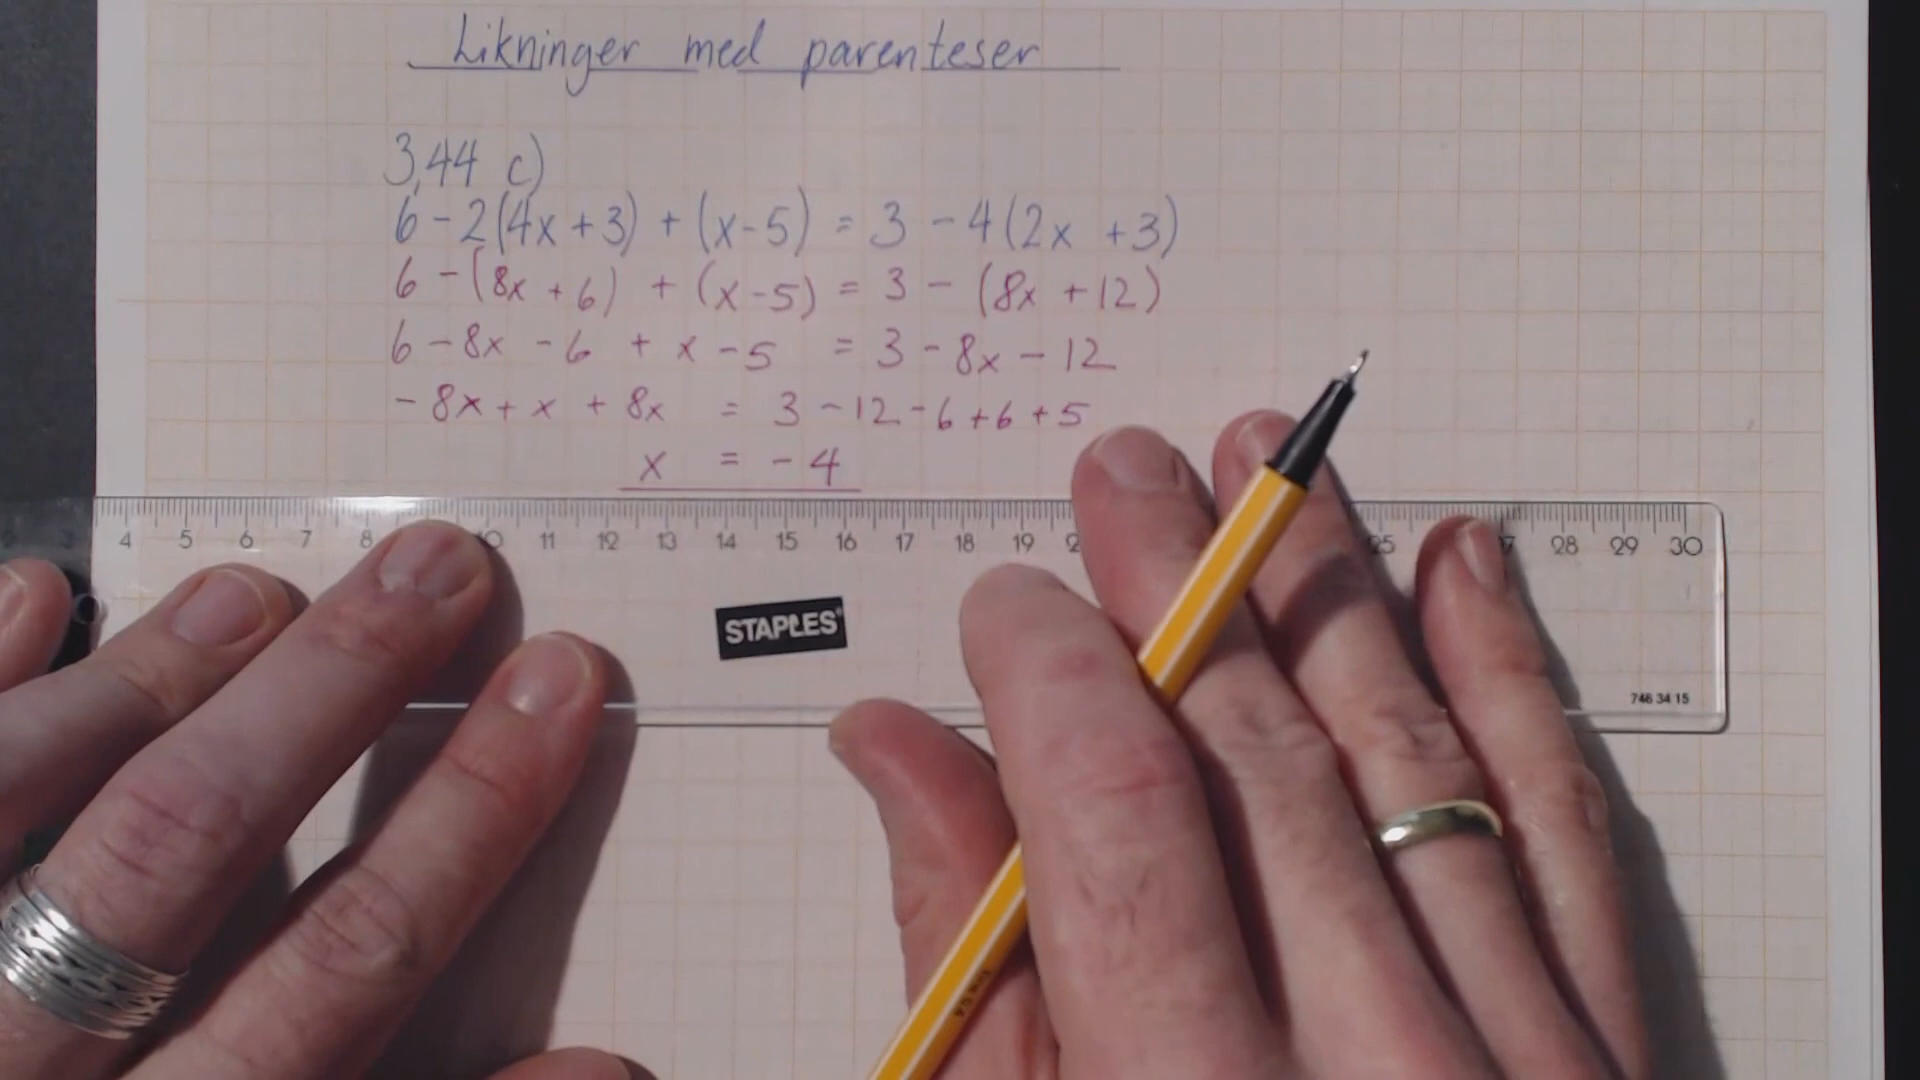 Likninger med parenteser
3,44 c)
6 - 2(4x + 3) + (x - 5) = 3 - 4(2x + 3)
6 - (8x + 6) + (x - 5) = 3 - (8x + 12)
6 - 8x - 6 + x - 5 = 3 - 8x - 12
- 8x + x + 8x = 3 - 12 - 6 + 6 + 5
x = - 4
3 4 5 6 7 8 10 11 12 13 14 15 16 17 18 19 25 28 29 30
STAPLES®
746 34 15